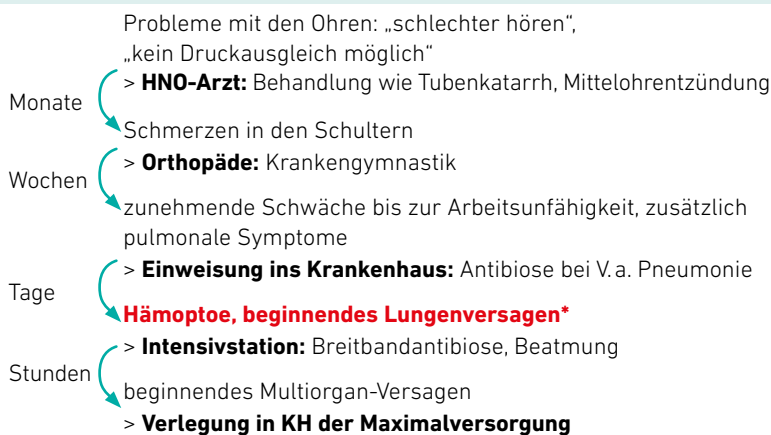 Probleme mit den Ohren: „schlechter hören“,
„kein Druckausgleich möglich“
> HNO-Arzt: Behandlung wie Tubenkatarrh, Mittelohrentzündung
Monate
Schmerzen in den Schultern
> Orthopäde: Krankengymnastik
Wochen
zunehmende Schwäche bis zur Arbeitsunfähigkeit, zusätzlich
pulmonale Symptome
> Einweisung ins Krankenhaus: Antibiose bei V. a. Pneumonie
Tage
Hämoptoe, beginnendes Lungenversagen*
> Intensivstation: Breitbandantibiose, Beatmung
Stunden
beginnendes Multiorgan-Versagen
> Verlegung in KH der Maximalversorgung